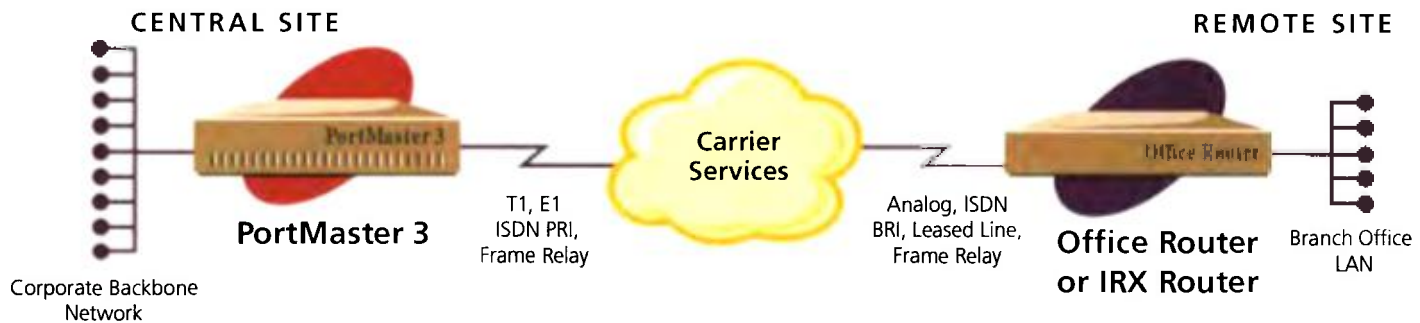 CENTRAL SITE
REMOTE SITE
PortMaster 3
Office Router
Carrier
Services
PortMaster 3
T1, E1
ISDN PRI,
Frame Relay
Analog, ISDN
BRI, Leased Line,
Frame Relay
Office Router
or IRX Router
Branch Office
LAN
Corporate Backbone
Network